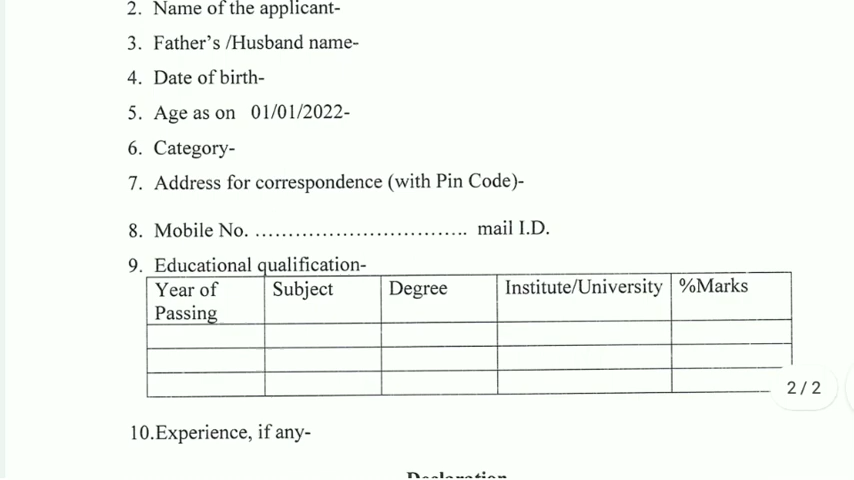 2. Name of the applicant-
3. Father's /Husband name-
4. Date of birth-
5. Age as on 01/01/2022-
6. Category-
7. Address for correspondence (with Pin Code)-
8. Mobile No. ................................ mail I.D.
9. Educational qualification-
Year of Passing Subject Degree Institute/University %Marks
2 / 2
10.Experience, if any-
Declaration